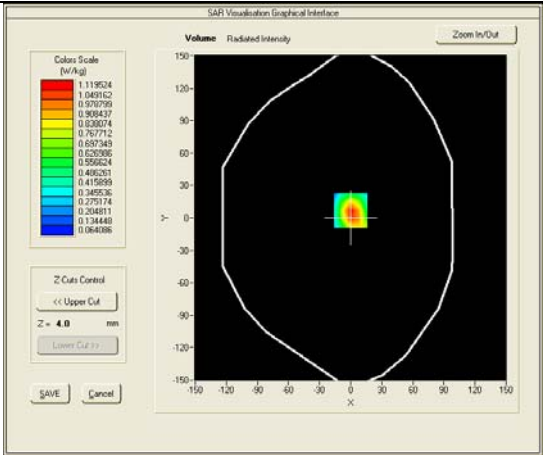 SAR Visualisation Graphical Interface
Volume Radiated Intensity
Zoom In/Out
Colors Scale
(W/kg)
1.119524
1.049162
0.978799
0.908437
0.838074
0.767712
0.697349
0.626986
0.556624
0.486261
0.415899
0.345536
0.275174
0.204811
0.134448
0.064086
Z-Cuts Control
<< Upper Cut
Z = 4.0 mm
Lower Cut >>
SAVE Cancel
150
120
90
60
30
0
-30
-60
-90
-120
-150
Y
-150 -120 -90 -60 -30 0 30 60 90 120 150
X